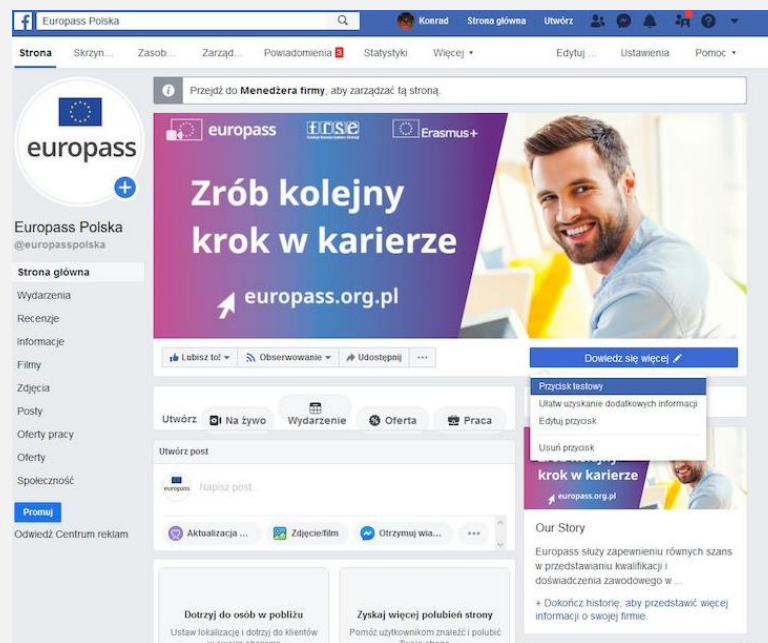 Europass Polska
Konrad Strona główna Utwórz
Strona Skrzyn... Zasob... Zarząd... Powiadomienia 3 Statystyki Więcej Edytuj ... Ustawienia Pomoc
Przejdź do Menedżera firmy, aby zarządzać tą stroną.
europass
Europass Polska
@europasspolska
Strona główna
Wydarzenia
Recenzje
Informacje
Filmy
Zdjęcia
Posty
Oferty pracy
Oferty
Społeczność
Promuj
Odwiedź Centrum reklam
europass FRSE Erasmus+
Zrób kolejny
krok w karierze
europass.org.pl
Lubisz to! Obserwowanie Udostępnij ...
Dowiedz się więcej
Przycisk testowy
Ułatw uzyskanie dodatkowych informacji
Edytuj przycisk
Usuń przycisk
Utwórz Na żywo Wydarzenie Oferta Praca
Utwórz post
europass
Napisz post...
Aktualizacja ... Zdjęcie/film Otrzymuj wia... ...
Dotrzyj do osób w pobliżu
Ustaw lokalizację i dotrzyj do klientów
Zyskaj więcej polubień strony
Pomóż użytkownikom znaleźć i polubić
krok w karierze
europass.org.pl
Our Story
Europass służy zapewnieniu równych szans
w przedstawianiu kwalifikacji i
doświadczenia zawodowego w ...
+ Dokończ historię, aby przedstawić więcej
informacji o swojej firmie.